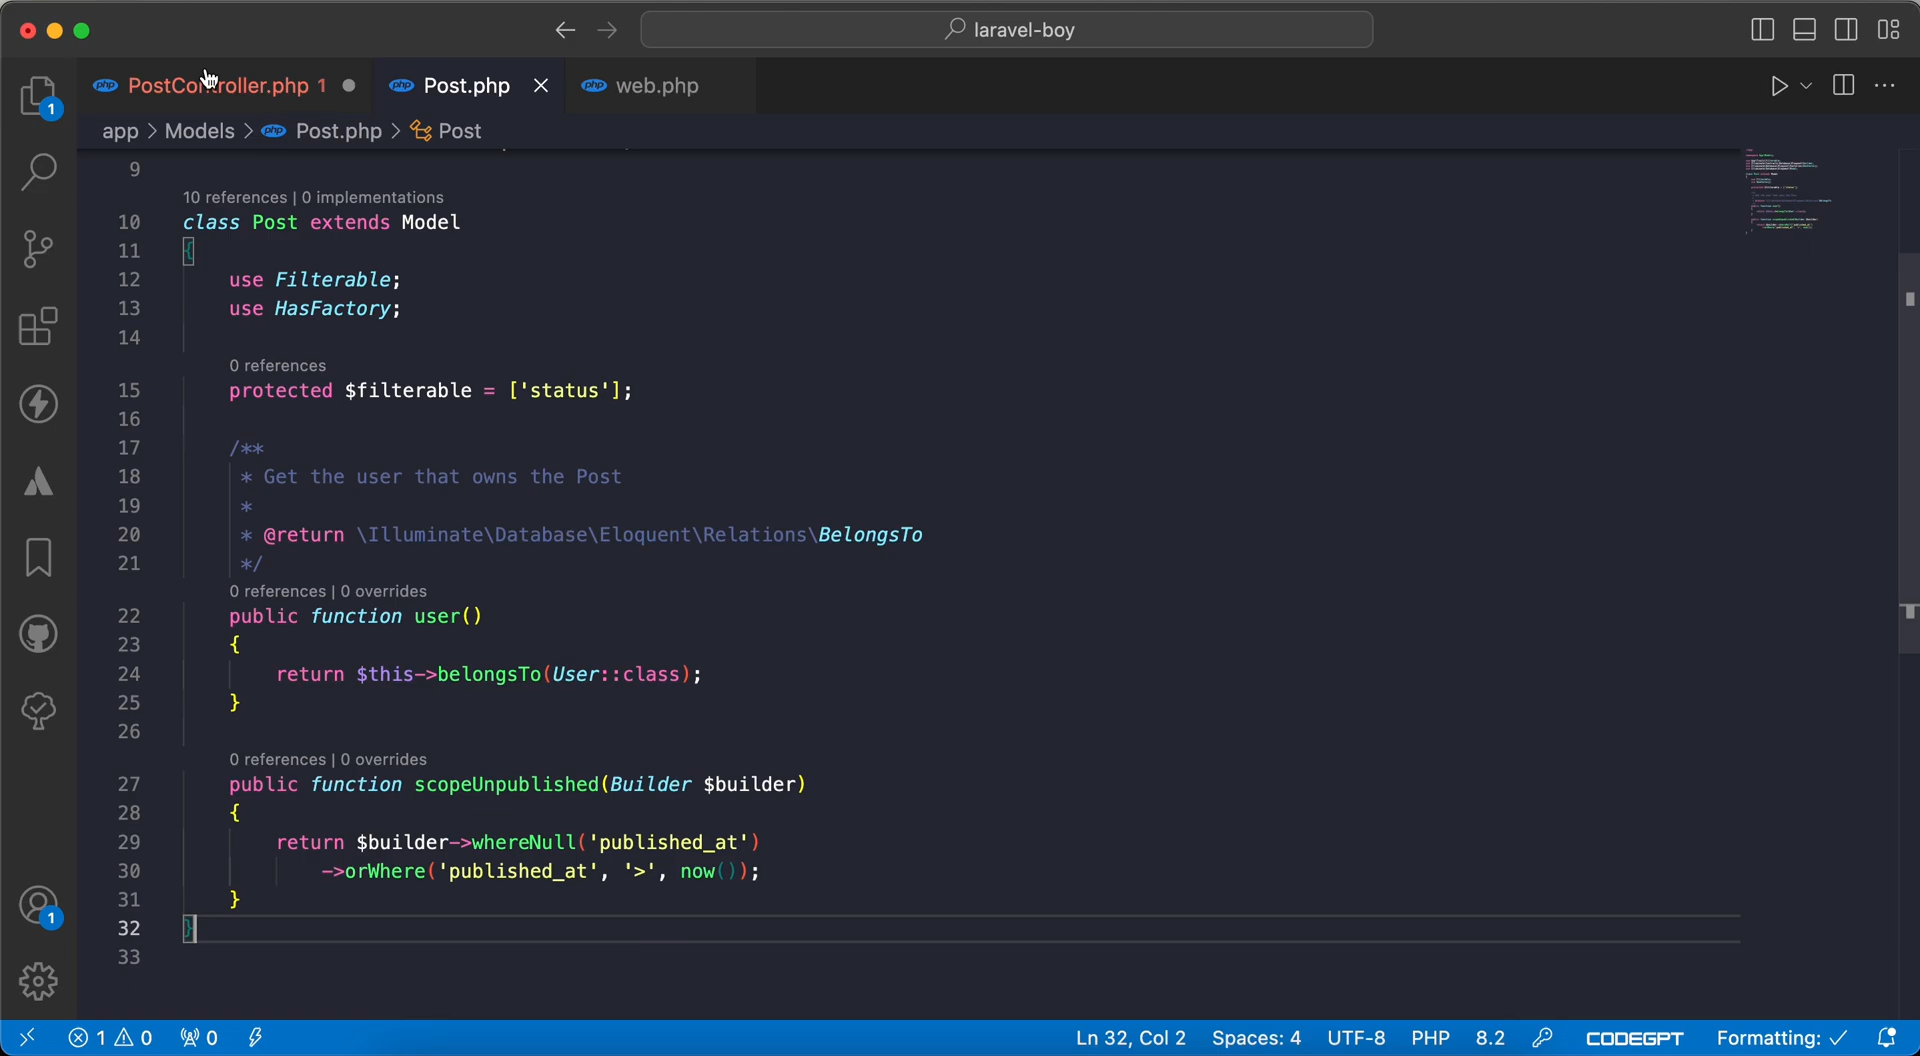 laravel-boy
php PostController.php 1
php Post.php
php web.php
1
app > Models > php Post.php > Post
9
10 references | 0 implementations
10 class Post extends Model
11 {
12 use Filterable;
13 use HasFactory;
14
0 references
15 protected $filterable = ['status'];
16
17 /**
18 * Get the user that owns the Post
19 *
20 * @return \Illuminate\Database\Eloquent\Relations\BelongsTo
21 */
0 references | 0 overrides
22 public function user()
23 {
24 return $this->belongsTo(User::class);
25 }
26
0 references | 0 overrides
27 public function scopeUnpublished(Builder $builder)
28 {
29 return $builder->whereNull('published_at')
30 ->orWhere('published_at', '>', now());
31 }
32 }
33
1
1 0 0 Ln 32, Col 2 Spaces: 4 UTF-8 PHP 8.2 CODEGPT Formatting: ✓